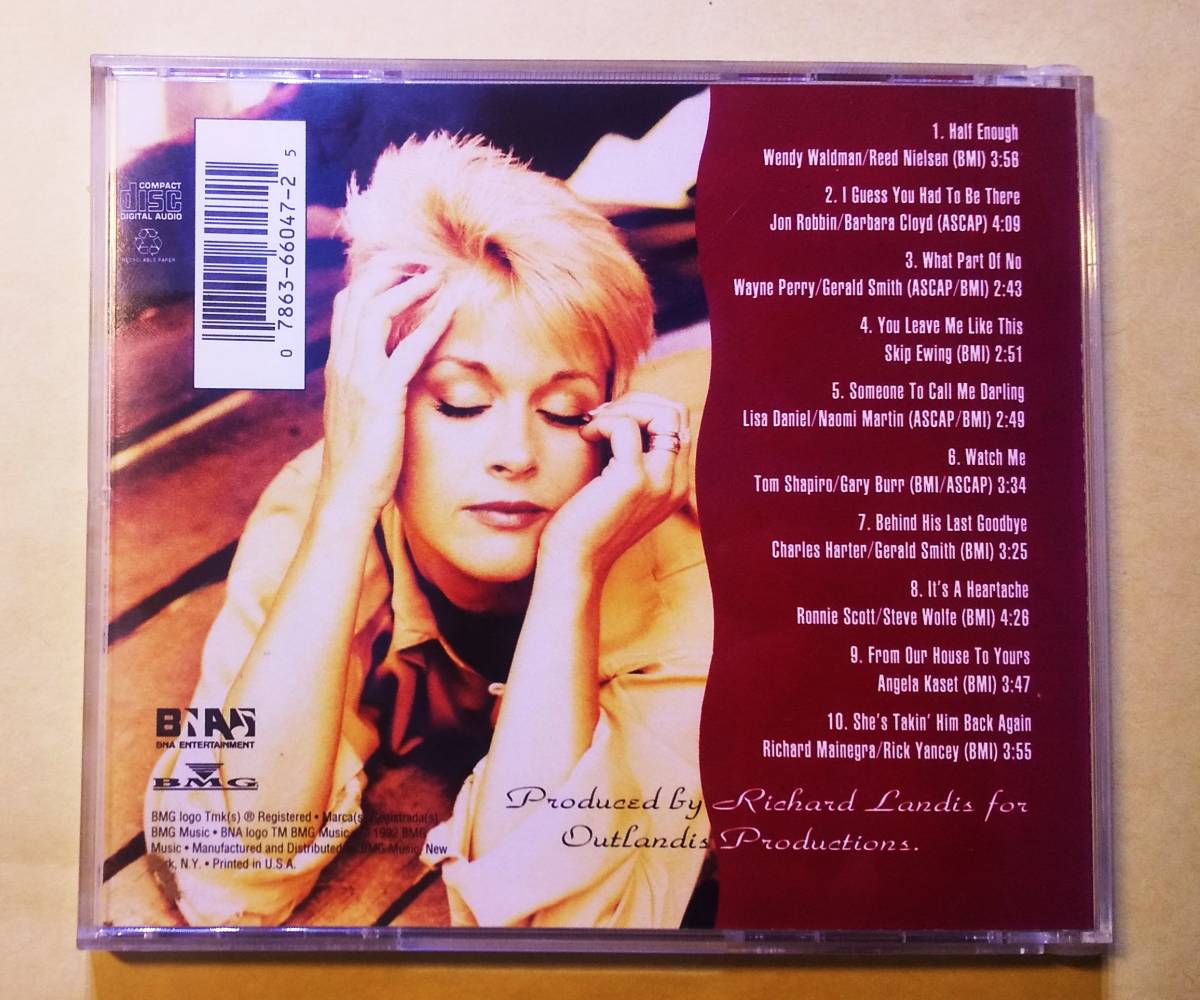 COMPACT
disc
DIGITAL AUDIO
RECYCLABLE PAPER
0 7863-66047-2 5
1. Half Enough
Wendy Waldman/Reed Nielsen (BMI) 3:56
2. I Guess You Had To Be There
Jon Robbin/Barbara Cloyd (ASCAP) 4:09
3. What Part Of No
Wayne Perry/Gerald Smith (ASCAP/BMI) 2:43
4. You Leave Me Like This
Skip Ewing (BMI) 2:51
5. Someone To Call Me Darling
Lisa Daniel/Naomi Martin (ASCAP/BMI) 2:49
6. Watch Me
Tom Shapiro/Gary Burr (BMI/ASCAP) 3:34
7. Behind His Last Goodbye
Charles Harter/Gerald Smith (BMI) 3:25
8. It's A Heartache
Ronnie Scott/Steve Wolfe (BMI) 4:26
9. From Our House To Yours
Angela Kaset (BMI) 3:47
10. She's Takin' Him Back Again
Richard Mainegra/Rick Yancey (BMI) 3:55
Produced by Richard Landis for
Outlandis Productions.
BNA
BNA ENTERTAINMENT
BMG
BMG logo Tmk(s) ® Registered • Marca(s) Registrada(s)
BMG Music • BNA logo TM BMG Music • 1992 BMG
Music • Manufactured and Distributed BMG Music, New
N.Y. • Printed in U.S.A.